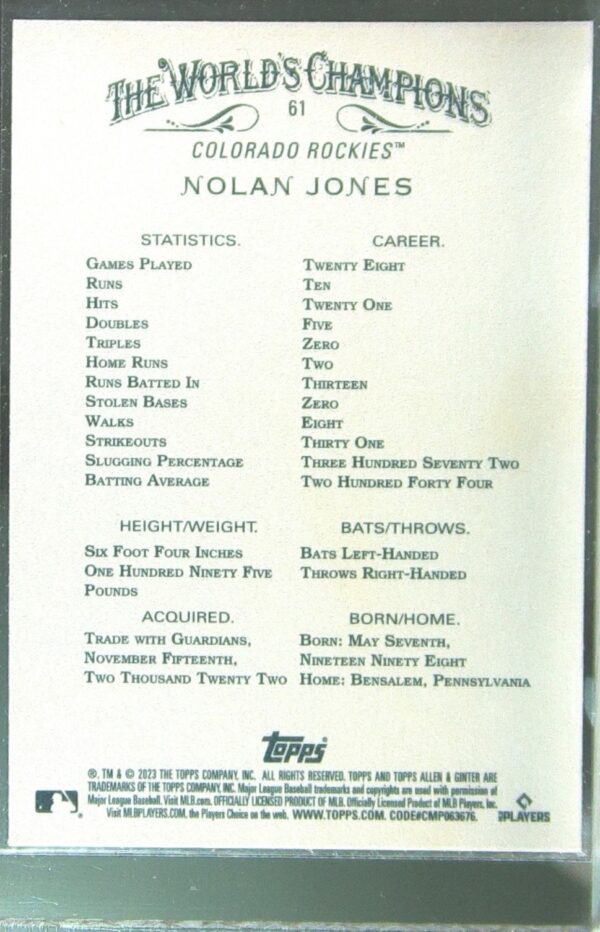 THE WORLD'S CHAMPIONS
61
COLORADO ROCKIES™
NOLAN JONES
STATISTICS. CAREER.
GAMES PLAYED TWENTY EIGHT
RUNS TEN
HITS TWENTY ONE
DOUBLES FIVE
TRIPLES ZERO
HOME RUNS TWO
RUNS BATTED IN THIRTEEN
STOLEN BASES ZERO
WALKS EIGHT
STRIKEOUTS THIRTY ONE
SLUGGING PERCENTAGE THREE HUNDRED SEVENTY TWO
BATTING AVERAGE TWO HUNDRED FORTY FOUR
HEIGHT/WEIGHT. BATS/THROWS.
SIX FOOT FOUR INCHES BATS LEFT-HANDED
ONE HUNDRED NINETY FIVE THROWS RIGHT-HANDED
POUNDS
ACQUIRED. BORN/HOME.
TRADE WITH GUARDIANS, BORN: MAY SEVENTH,
NOVEMBER FIFTEENTH, NINETEEN NINETY EIGHT
TWO THOUSAND TWENTY TWO HOME: BENSALEM, PENNSYLVANIA
TOPPS®
®, TM & © 2023 THE TOPPS COMPANY, INC. ALL RIGHTS RESERVED. TOPPS AND TOPPS ALLEN & GINTER ARE
TRADEMARKS OF THE TOPPS COMPANY, INC. Major League Baseball trademarks and copyrights are used with permission of
Major League Baseball. Visit MLB.com. OFFICIALLY LICENSED PRODUCT OF MLB. Officially Licensed Product of MLB Players, Inc.
Visit MLBPLAYERS.COM, the Players Choice on the web. WWW.TOPPS.COM. CODE#CMP063676.
PLAYERS